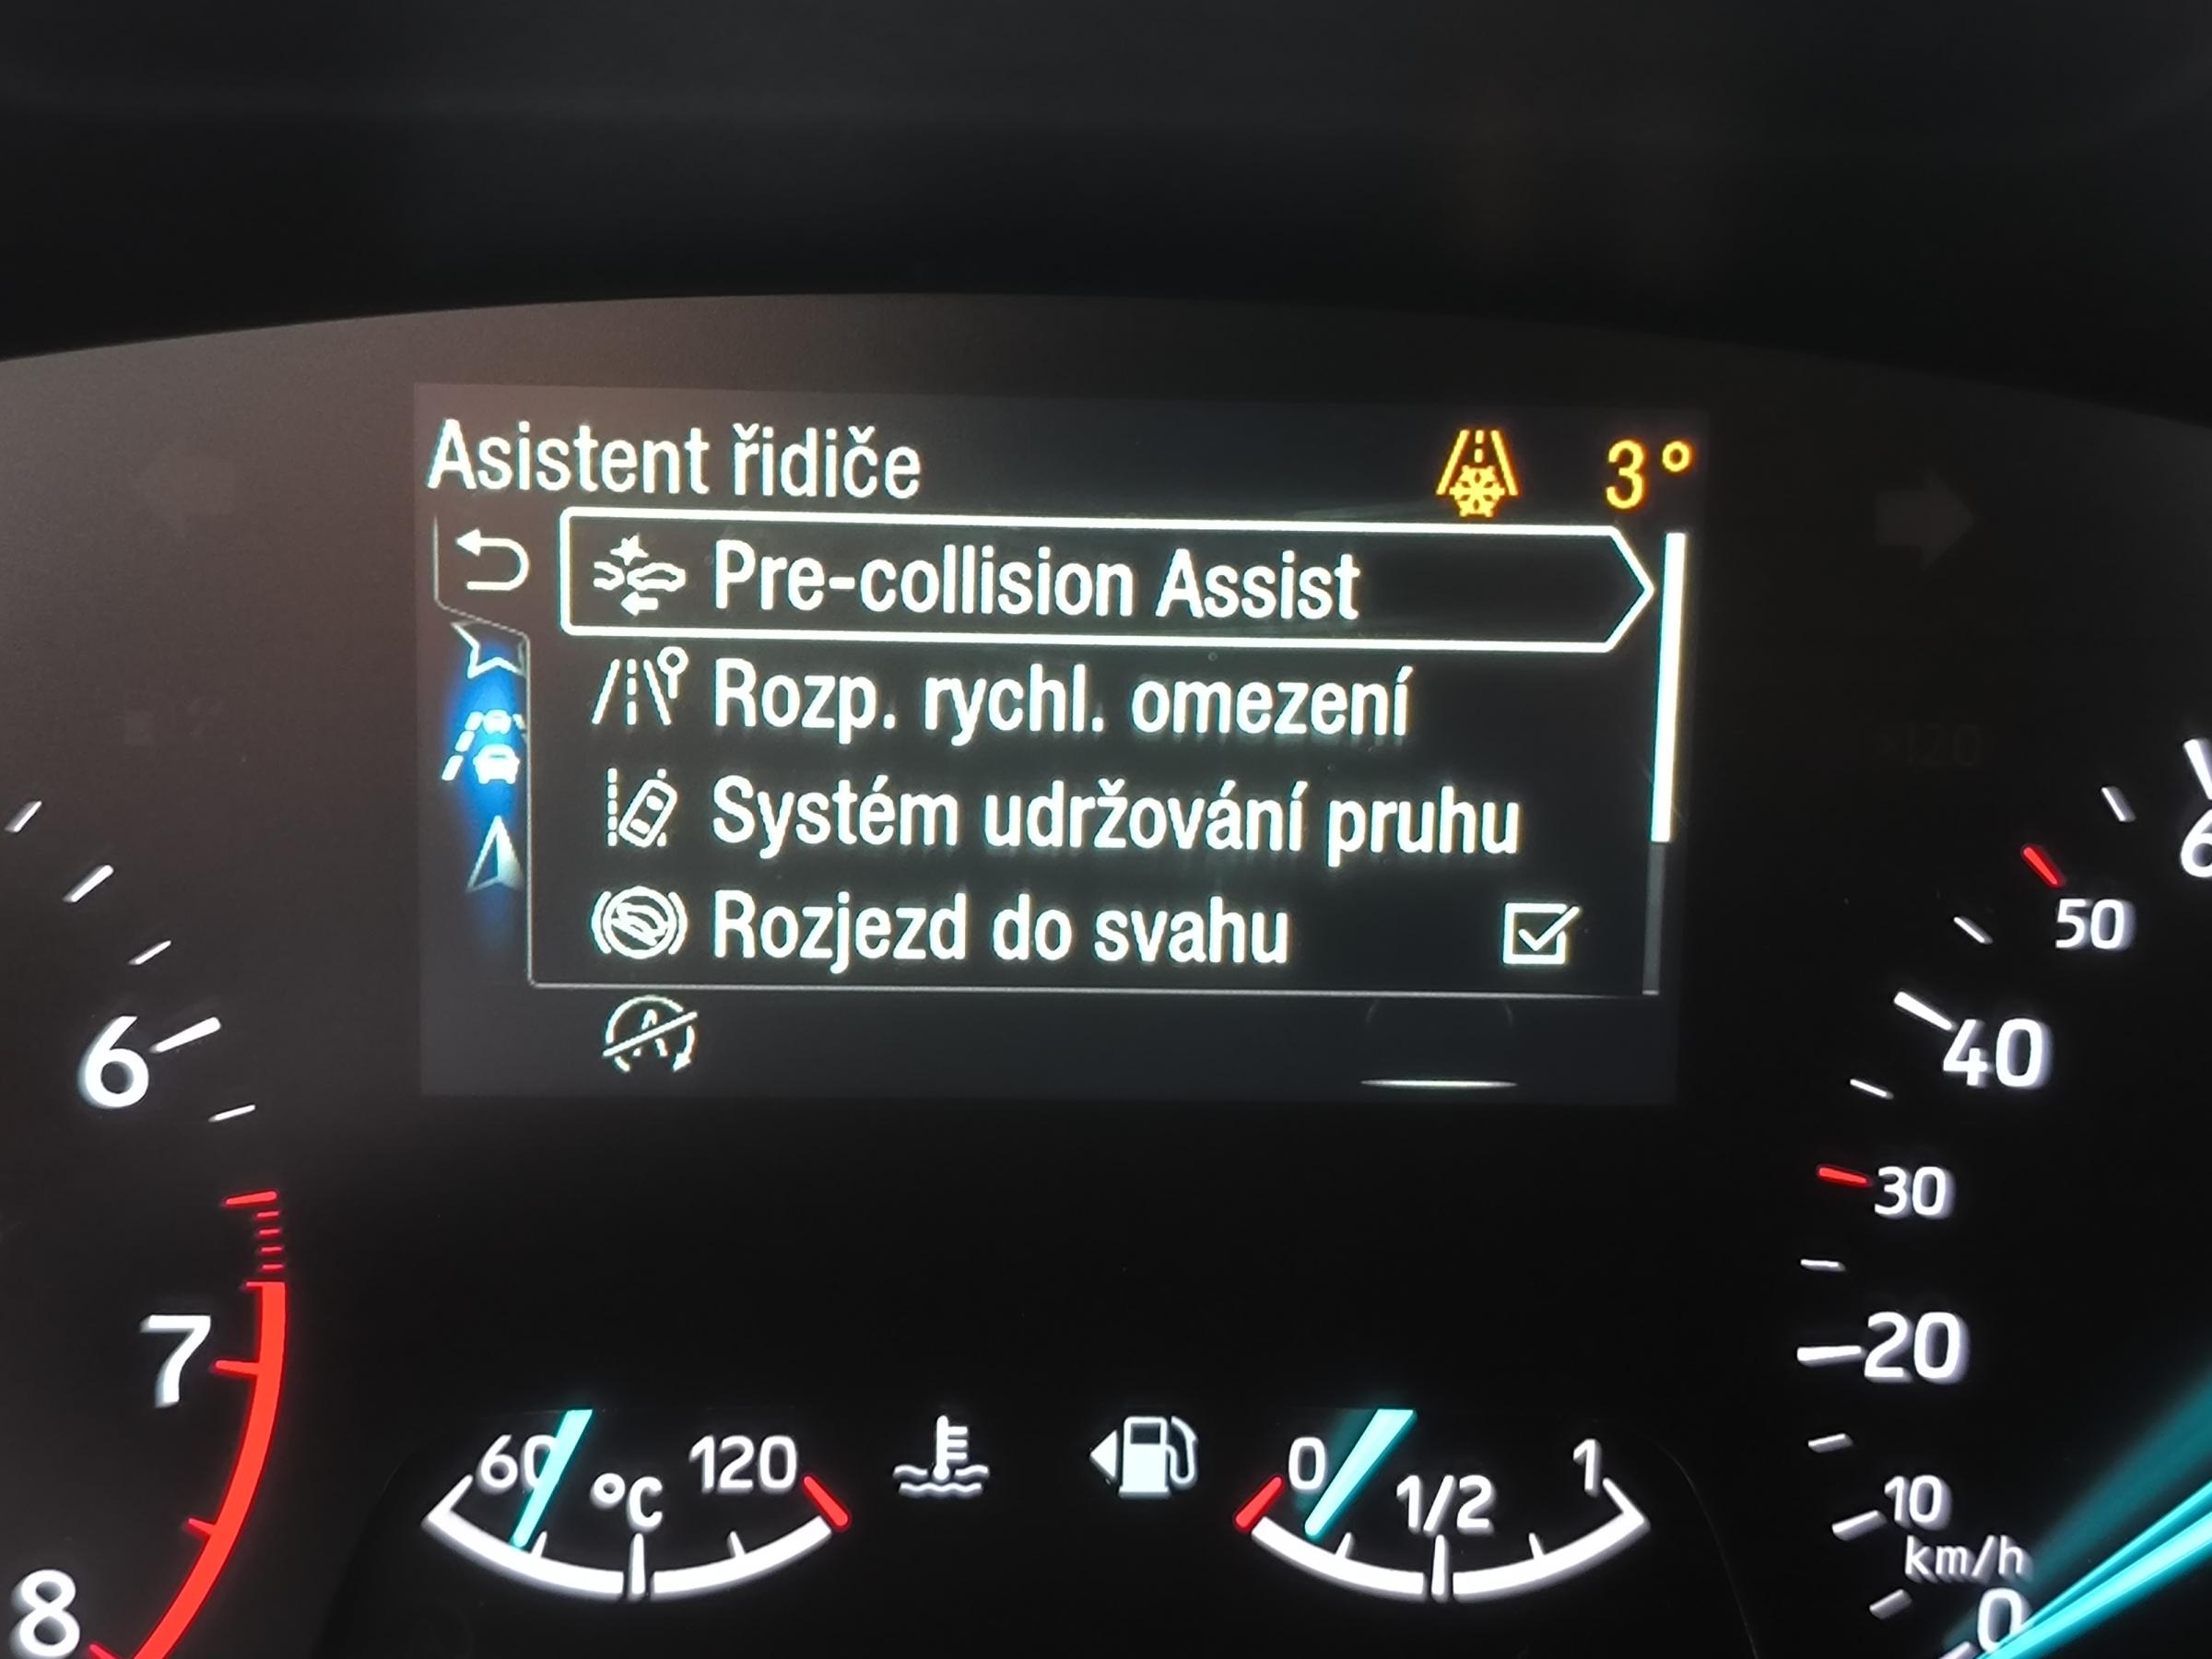 Asistent řidiče 3°
Pre-collision Assist
Rozp. rychl. omezení
Systém udržování pruhu
Rozjezd do svahu
6
7
8
60 °C 120
0 1/2 1
50
40
30
20
10
km/h
0